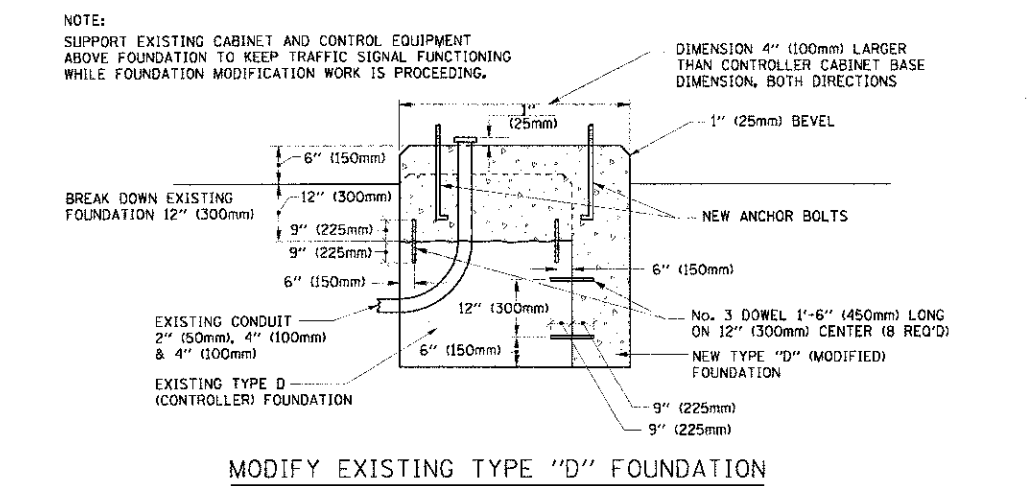 NOTE:
SUPPORT EXISTING CABINET AND CONTROL EQUIPMENT
ABOVE FOUNDATION TO KEEP TRAFFIC SIGNAL FUNCTIONING
WHILE FOUNDATION MODIFICATION WORK IS PROCEEDING.
DIMENSION 4" (100mm) LARGER
THAN CONTROLLER CABINET BASE
DIMENSION, BOTH DIRECTIONS
1"
(25mm)
1" (25mm) BEVEL
6" (150mm)
BREAK DOWN EXISTING
FOUNDATION 12" (300mm)
12" (300mm)
NEW ANCHOR BOLTS
9" (225mm)
9" (225mm)
6" (150mm)
6" (150mm)
12" (300mm)
No. 3 DOWEL 1'-6" (450mm) LONG
ON 12" (300mm) CENTER (8 REQ'D)
EXISTING CONDUIT
2" (50mm), 4" (100mm)
& 4" (100mm)
6" (150mm)
NEW TYPE "D" (MODIFIED)
FOUNDATION
EXISTING TYPE D
(CONTROLLER) FOUNDATION
9" (225mm)
9" (225mm)
MODIFY EXISTING TYPE "D" FOUNDATION